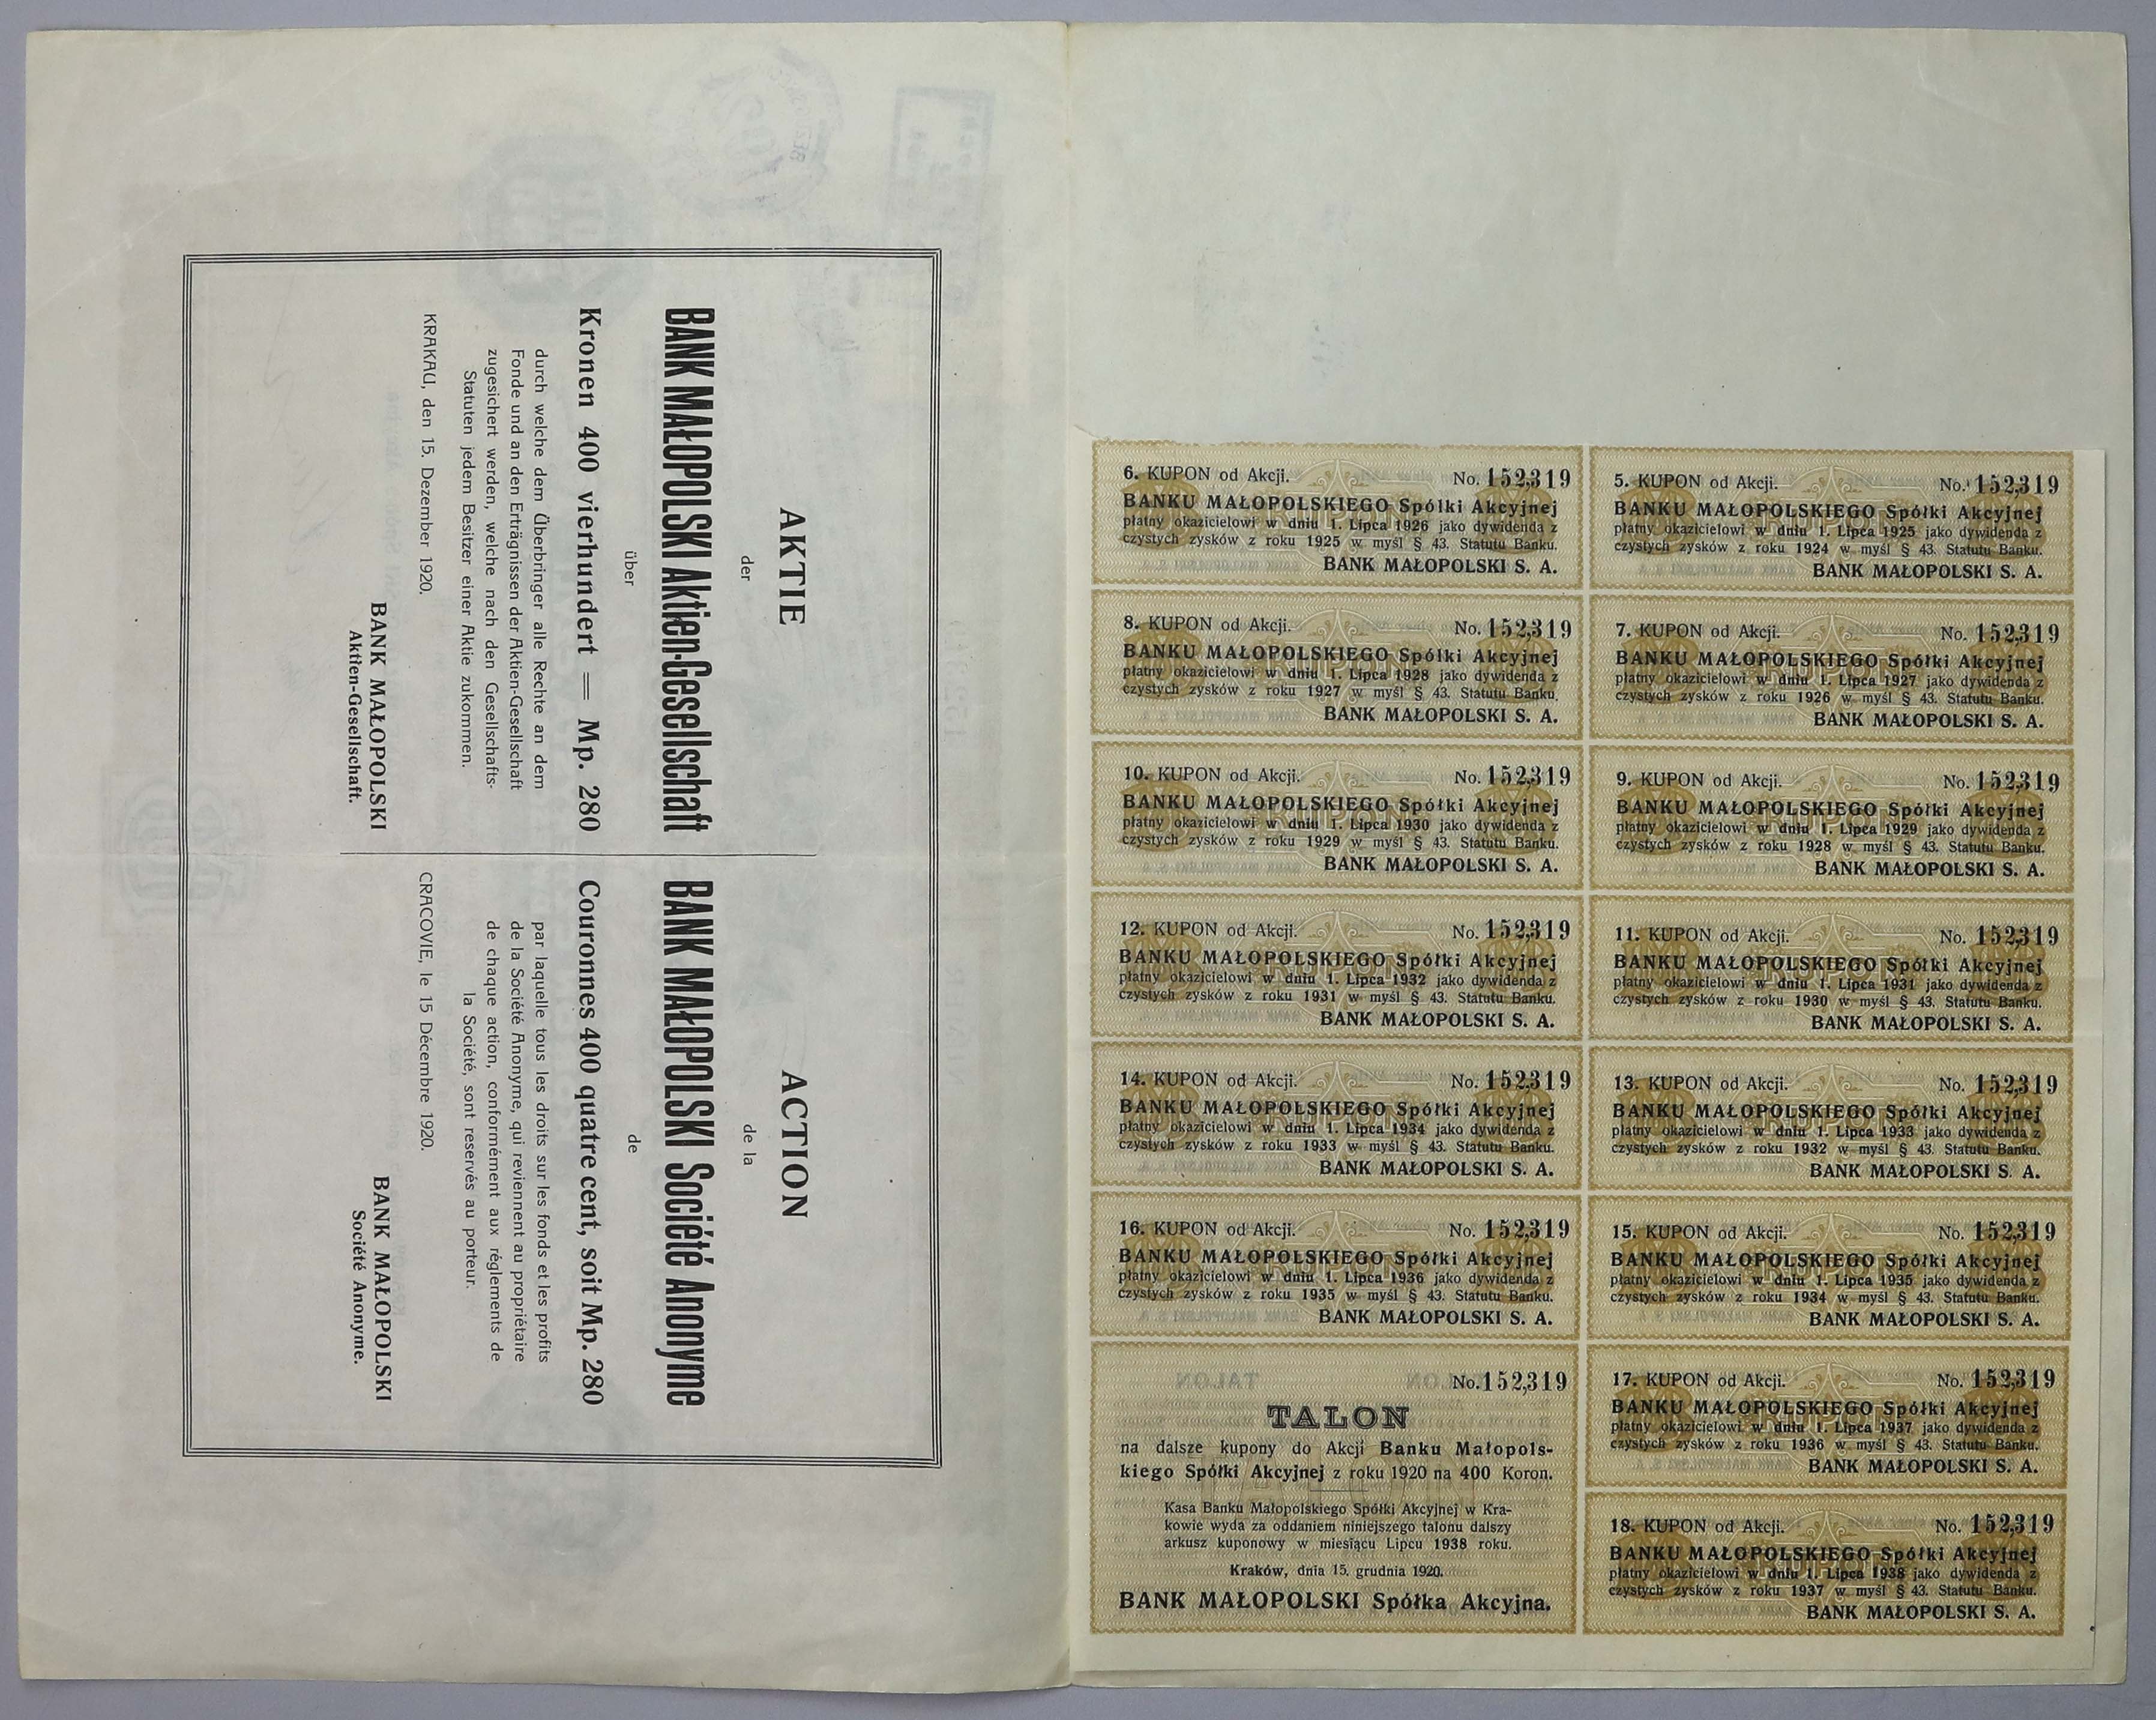 AKTIE
der
BANK MAŁOPOLSKI Aktien-Gesellschaft
über
Kronen 400 vierhundert = Mp. 280
durch welche dem Überbringer alle Rechte an dem
Fonde und an den Erträgnissen der Aktien-Gesellschaft
zugesichert werden, welche nach den Gesellschafts-
Statuten jedem Besitzer einer Aktie zukommen.
KRAKAU, den 15. Dezember 1920.
BANK MAŁOPOLSKI
Aktien-Gesellschaft.
ACTION
de la
BANK MAŁOPOLSKI Société Anonyme
de
Couronnes 400 quatre cent, soit Mp. 280
par laquelle tous les droits sur les fonds et les profits
de la Société Anonyme, qui reviennent au propriétaire
de chaque action, conformément aux réglements de
la Société, sont reservés au porteur.
CRACOVIE, le 15 Décembre 1920.
BANK MAŁOPOLSKI
Société Anonyme.
6. KUPON od Akcji. No. 152,319
BANKU MAŁOPOLSKIEGO Spółki Akcyjnej
płatny okazicielowi w dniu 1. Lipca 1926 jako dywidenda z
czystych zysków z roku 1925 w myśl § 43. Statutu Banku.
BANK MAŁOPOLSKI S. A.
5. KUPON od Akcji. No. 152,319
BANKU MAŁOPOLSKIEGO Spółki Akcyjnej
płatny okazicielowi w dniu 1. Lipca 1925 jako dywidenda z
czystych zysków z roku 1924 w myśl § 43. Statutu Banku.
BANK MAŁOPOLSKI S. A.
8. KUPON od Akcji. No. 152,319
BANKU MAŁOPOLSKIEGO Spółki Akcyjnej
płatny okazicielowi w dniu 1. Lipca 1928 jako dywidenda z
czystych zysków z roku 1927 w myśl § 43. Statutu Banku.
BANK MAŁOPOLSKI S. A.
7. KUPON od Akcji. No. 152,319
BANKU MAŁOPOLSKIEGO Spółki Akcyjnej
płatny okazicielowi w dniu 1. Lipca 1927 jako dywidenda z
czystych zysków z roku 1926 w myśl § 43. Statutu Banku.
BANK MAŁOPOLSKI S. A.
10. KUPON od Akcji. No. 152,319
BANKU MAŁOPOLSKIEGO Spółki Akcyjnej
płatny okazicielowi w dniu 1. Lipca 1930 jako dywidenda z
czystych zysków z roku 1929 w myśl § 43. Statutu Banku.
BANK MAŁOPOLSKI S. A.
9. KUPON od Akcji. No. 152,319
BANKU MAŁOPOLSKIEGO Spółki Akcyjnej
płatny okazicielowi w dniu 1. Lipca 1929 jako dywidenda z
czystych zysków z roku 1928 w myśl § 43. Statutu Banku.
BANK MAŁOPOLSKI S. A.
12. KUPON od Akcji. No. 152,319
BANKU MAŁOPOLSKIEGO Spółki Akcyjnej
płatny okazicielowi w dniu 1. Lipca 1932 jako dywidenda z
czystych zysków z roku 1931 w myśl § 43. Statutu Banku.
BANK MAŁOPOLSKI S. A.
11. KUPON od Akcji. No. 152,319
BANKU MAŁOPOLSKIEGO Spółki Akcyjnej
płatny okazicielowi w dniu 1. Lipca 1931 jako dywidenda z
czystych zysków z roku 1930 w myśl § 43. Statutu Banku.
BANK MAŁOPOLSKI S. A.
14. KUPON od Akcji. No. 152,319
BANKU MAŁOPOLSKIEGO Spółki Akcyjnej
płatny okazicielowi w dniu 1. Lipca 1934 jako dywidenda z
czystych zysków z roku 1933 w myśl § 43. Statutu Banku.
BANK MAŁOPOLSKI S. A.
13. KUPON od Akcji. No. 152,319
BANKU MAŁOPOLSKIEGO Spółki Akcyjnej
płatny okazicielowi w dniu 1. Lipca 1933 jako dywidenda z
czystych zysków z roku 1932 w myśl § 43. Statutu Banku.
BANK MAŁOPOLSKI S. A.
16. KUPON od Akcji. No. 152,319
BANKU MAŁOPOLSKIEGO Spółki Akcyjnej
płatny okazicielowi w dniu 1. Lipca 1936 jako dywidenda z
czystych zysków z roku 1935 w myśl § 43. Statutu Banku.
BANK MAŁOPOLSKI S. A.
15. KUPON od Akcji. No. 152,319
BANKU MAŁOPOLSKIEGO Spółki Akcyjnej
płatny okazicielowi w dniu 1. Lipca 1935 jako dywidenda z
czystych zysków z roku 1934 w myśl § 43. Statutu Banku.
BANK MAŁOPOLSKI S. A.
No. 152,319
TALON
na dalsze kupony do Akcji Banku Małopols-
kiego Spółki Akcyjnej z roku 1920 na 400 Koron.
Kasa Banku Małopolskiego Spółki Akcyjnej w Kra-
kowie wyda za oddaniem niniejszego talonu dalszy
arkusz kuponowy w miesiącu Lipcu 1938 roku.
Kraków, dnia 15. grudnia 1920.
BANK MAŁOPOLSKI Spółka Akcyjna.
17. KUPON od Akcji. No. 152,319
BANKU MAŁOPOLSKIEGO Spółki Akcyjnej
płatny okazicielowi w dniu 1. Lipca 1937 jako dywidenda z
czystych zysków z roku 1936 w myśl § 43. Statutu Banku.
BANK MAŁOPOLSKI S. A.
18. KUPON od Akcji. No. 152,319
BANKU MAŁOPOLSKIEGO Spółki Akcyjnej
płatny okazicielowi w dniu 1. Lipca 1938 jako dywidenda z
czystych zysków z roku 1937 w myśl § 43. Statutu Banku.
BANK MAŁOPOLSKI S. A.